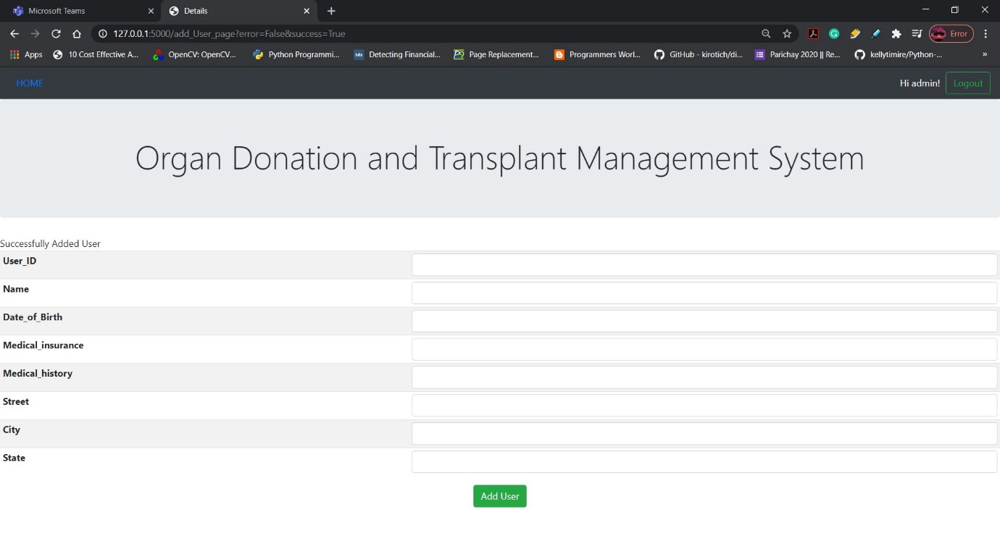 Microsoft Teams
Details
127.0.0.1:5000/add_User_page?error=False&success=True
Error
Apps
10 Cost Effective A...
OpenCV: OpenCV...
Python Programmi...
tds
Detecting Financial...
Page Replacement...
Programmers Worl...
GitHub - kirotich/di...
Parichay 2020 || Re...
kellytimire/Python-...
»
HOME
Hi admin!
Logout
Organ Donation and Transplant Management System
Successfully Added User
User_ID
Name
Date_of_Birth
Medical_insurance
Medical_history
Street
City
State
Add User